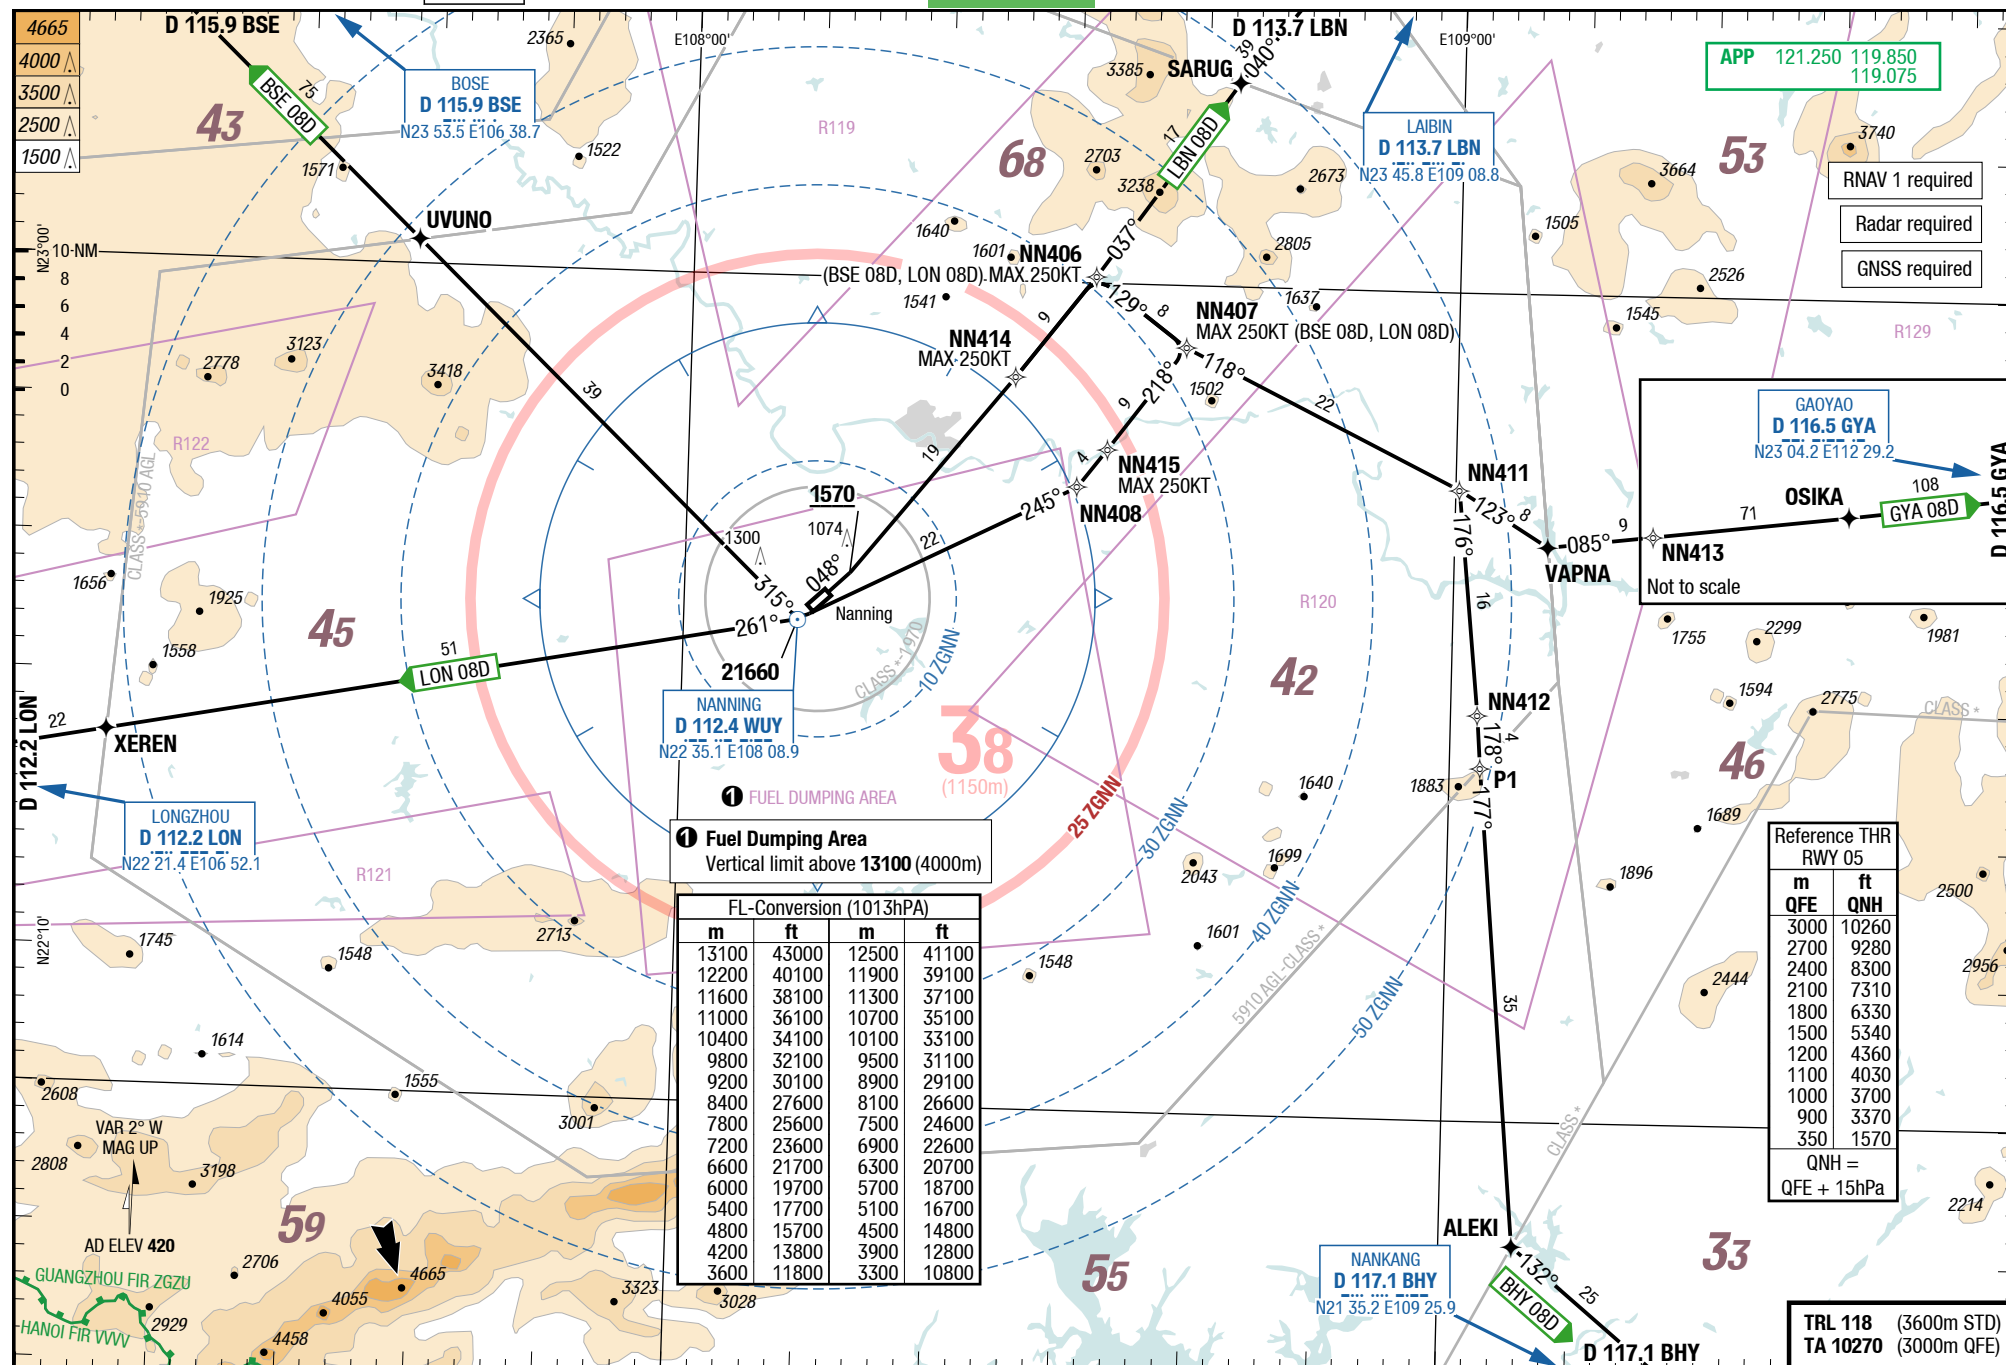 4665
4000
3500
2500
1500
D 115.9 BSE
75
BSE 08D
43
1571
BOSE
D 115.9 BSE
N23 53.5 E106 38.7
2365
1522
E108°00'
R119
68
3385
SARUG
D 113.7 LBN
39
040°
17
LBN 08D
2703
3238
2673
E109°00'
LAIBIN
D 113.7 LBN
N23 45.8 E109 08.8
APP 121.250 119.850
119.075
53
3740
3664
1505
RNAV 1 required
Radar required
GNSS required
N23°00'
10-NM
8
6
4
2
0
UVUNO
1640
1601
NN406
(BSE 08D, LON 08D) MAX 250KT
1541
037°
2805
129°
8
1637
NN407
MAX 250KT (BSE 08D, LON 08D)
2526
1545
R129
3123
2778
3418
39
9
NN414
MAX 250KT
118°
218°
9
1502
22
R122
CLASS*-5910 AGL
19
4
NN415
MAX 250KT
245°
NN408
22
NN411
123°
8
176°
VAPNA
085°
9
NN413
71
OSIKA
108
GYA 08D
D 116.5 GYA
GAOYAO
D 116.5 GYA
N23 04.2 E112 29.2
Not to scale
1570
1074
1300
315°
048°
Nanning
261°
21660
CLASS *-1970
10 ZGNN
NANNING
D 112.4 WUY
N22 35.1 E108 08.9
1656
1925
1558
45
51
LON 08D
22
XEREN
D 112.2 LON
LONGZHOU
D 112.2 LON
N22 21.4 E106 52.1
R120
42
16
NN412
178°
4
P1
177°
1883
1640
1755
2299
1981
1594
2775
CLASS *
46
1689
38
(1150m)
25 ZGNN
30 ZGNN
40 ZGNN
50 ZGNN
1 FUEL DUMPING AREA
1 Fuel Dumping Area
Vertical limit above 13100 (4000m)
R121
N22°10'
1745
1548
2713
2043
1699
1601
1548
5910 AGL-CLASS *
35
1896
2444
2500
2956
2214
FL-Conversion (1013hPA)
m ft m ft
13100 43000 12500 41100
12200 40100 11900 39100
11600 38100 11300 37100
11000 36100 10700 35100
10400 34100 10100 33100
9800 32100 9500 31100
9200 30100 8900 29100
8400 27600 8100 26600
7800 25600 7500 24600
7200 23600 6900 22600
6600 21700 6300 20700
6000 19700 5700 18700
5400 17700 5100 16700
4800 15700 4500 14800
4200 13800 3900 12800
3600 11800 3300 10800
Reference THR
RWY 05
m ft
QFE QNH
3000 10260
2700 9280
2400 8300
2100 7310
1800 6330
1500 5340
1200 4360
1100 4030
1000 3700
900 3370
350 1570
QNH =
QFE + 15hPa
1614
2608
1555
3001
VAR 2° W
MAG UP
2808
3198
AD ELEV 420
59
2706
4665
4055
4458
2929
GUANGZHOU FIR ZGZU
HANOI FIR VVVV
3323
3028
55
CLASS *
ALEKI
132°
25
BHY 08D
D 117.1 BHY
NANKANG
D 117.1 BHY
N21 35.2 E109 25.9
33
TRL 118 (3600m STD)
TA 10270 (3000m QFE)